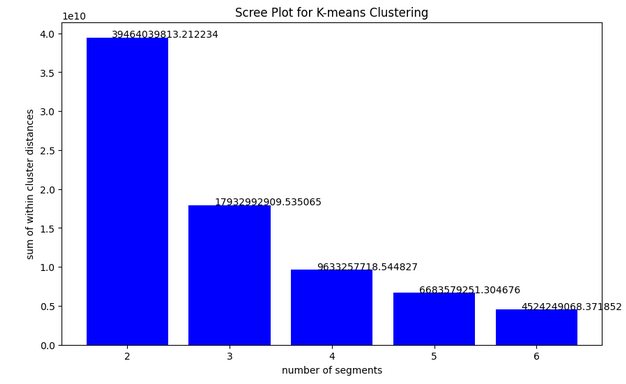 Scree Plot for K-means Clustering
1e10
4.0
3.5
3.0
2.5
2.0
1.5
1.0
0.5
0.0
sum of within cluster distances
39464039813.212234
17932992909.535065
9633257718.544827
6683579251.304676
4524249068.371852
2 3 4 5 6
number of segments